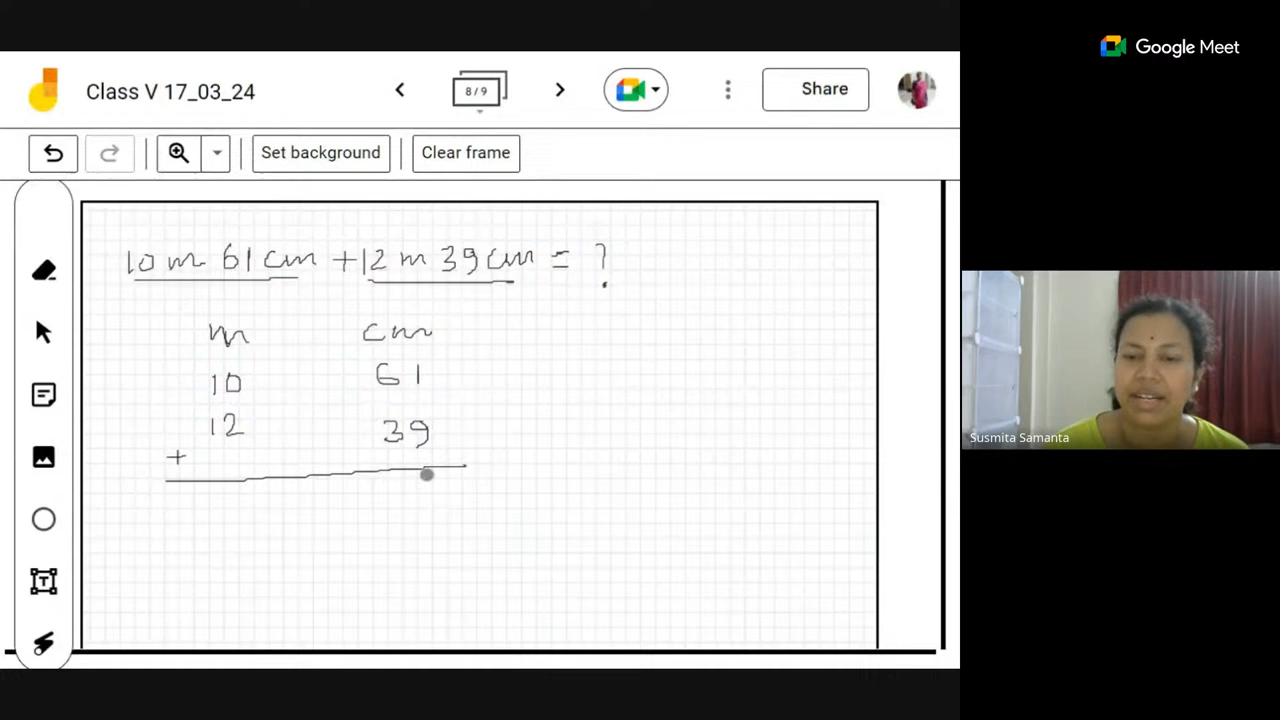 Google Meet
Class V 17_03_24
8/9
Share
Set background
Clear frame
10 m 61 cm + 12 m 39 cm = ?
m cm
10 61
12 39
+
Susmita Samanta
T